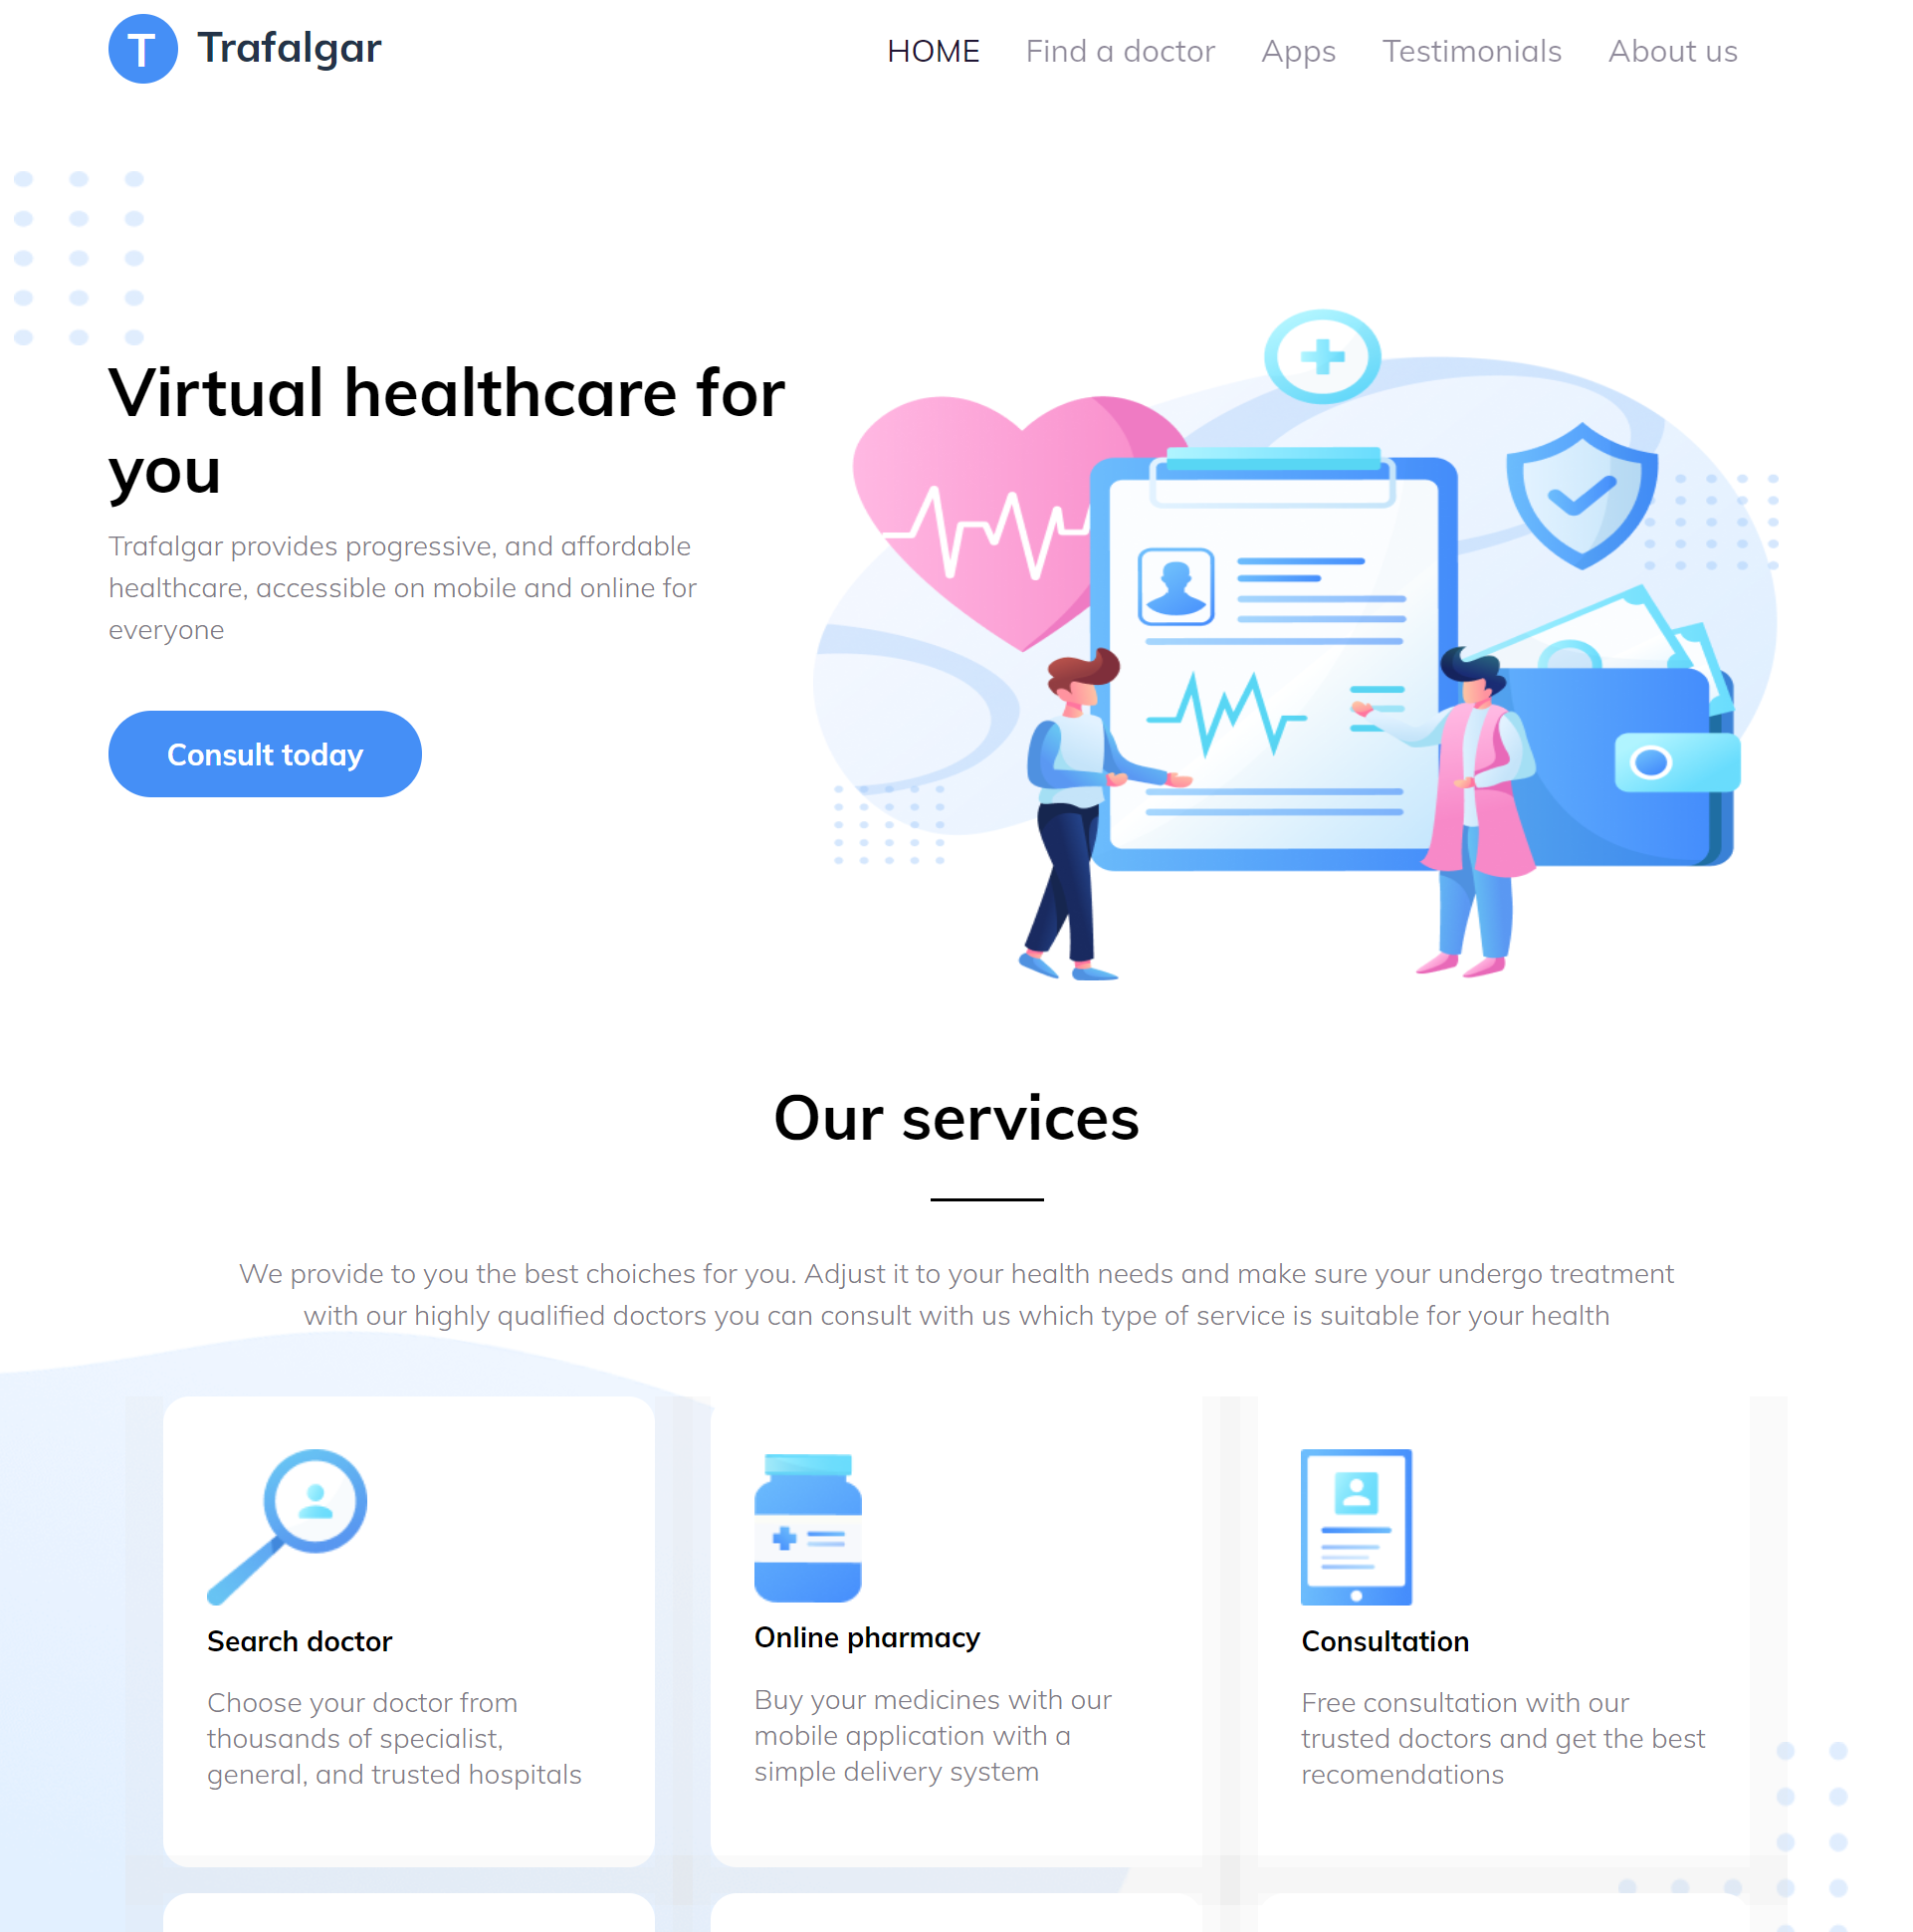 T Trafalgar
HOME Find a doctor Apps Testimonials About us
Virtual healthcare for
you
Trafalgar provides progressive, and affordable
healthcare, accessible on mobile and online for
everyone
Consult today
Our services
We provide to you the best choiches for you. Adjust it to your health needs and make sure your undergo treatment
with our highly qualified doctors you can consult with us which type of service is suitable for your health
Search doctor
Choose your doctor from
thousands of specialist,
general, and trusted hospitals
Online pharmacy
Buy your medicines with our
mobile application with a
simple delivery system
Consultation
Free consultation with our
trusted doctors and get the best
recomendations